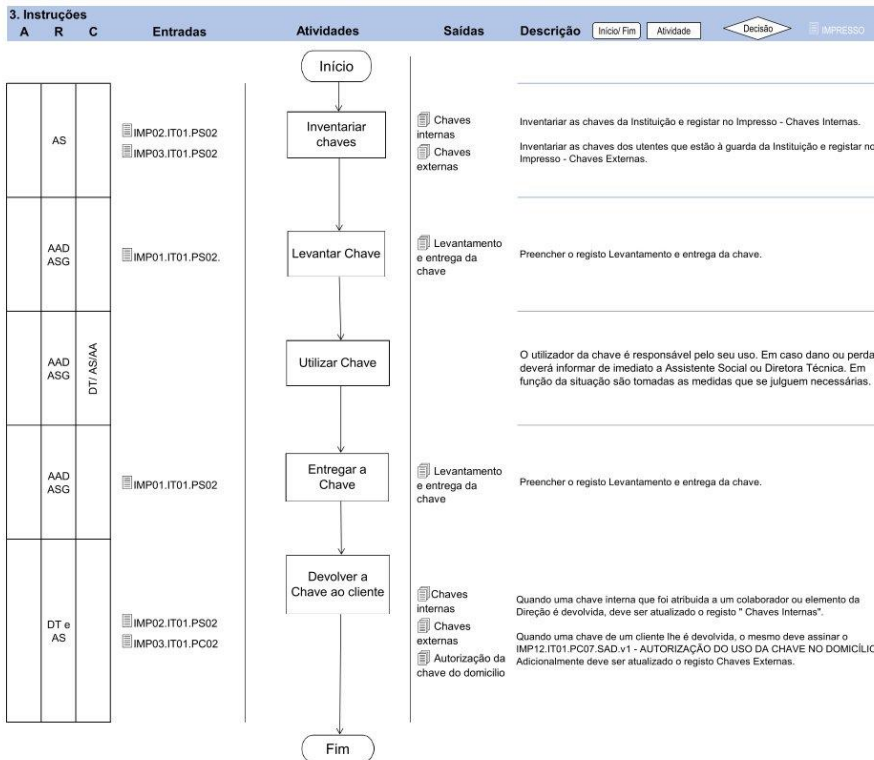 3. Instruções
A R C Entradas Atividades Saídas Descrição Início/ Fim Atividade Decisão IMPRESSO
Início
AS
IMP02.IT01.PS02
IMP03.IT01.PS02
Inventariar
chaves
Chaves
internas
Chaves
externas
Inventariar as chaves da Instituição e registar no Impresso - Chaves Internas.
Inventariar as chaves dos utentes que estão à guarda da Instituição e registar no
Impresso - Chaves Externas.
AAD
ASG
IMP01.IT01.PS02.
Levantar Chave
Levantamento
e entrega da
chave
Preencher o registo Levantamento e entrega da chave.
AAD
ASG
DT/ AS/AA
Utilizar Chave
O utilizador da chave é responsável pelo seu uso. Em caso dano ou perda
deverá informar de imediato a Assistente Social ou Diretora Técnica. Em
função da situação são tomadas as medidas que se julguem necessárias.
AAD
ASG
IMP01.IT01.PS02
Entregar a
Chave
Levantamento
e entrega da
chave
Preencher o registo Levantamento e entrega da chave.
DT e
AS
IMP02.IT01.PS02
IMP03.IT01.PC02
Devolver a
Chave ao cliente
Chaves
internas
Chaves
externas
Autorização da
chave do domicilio
Quando uma chave interna que foi atribuida a um colaborador ou elemento da
Direção é devolvida, deve ser atualizado o registo " Chaves Internas".
Quando uma chave de um cliente lhe é devolvida, o mesmo deve assinar o
IMP12.IT01.PC07.SAD.v1 - AUTORIZAÇÃO DO USO DA CHAVE NO DOMICÍLIO
Adicionalmente deve ser atualizado o registo Chaves Externas.
Fim